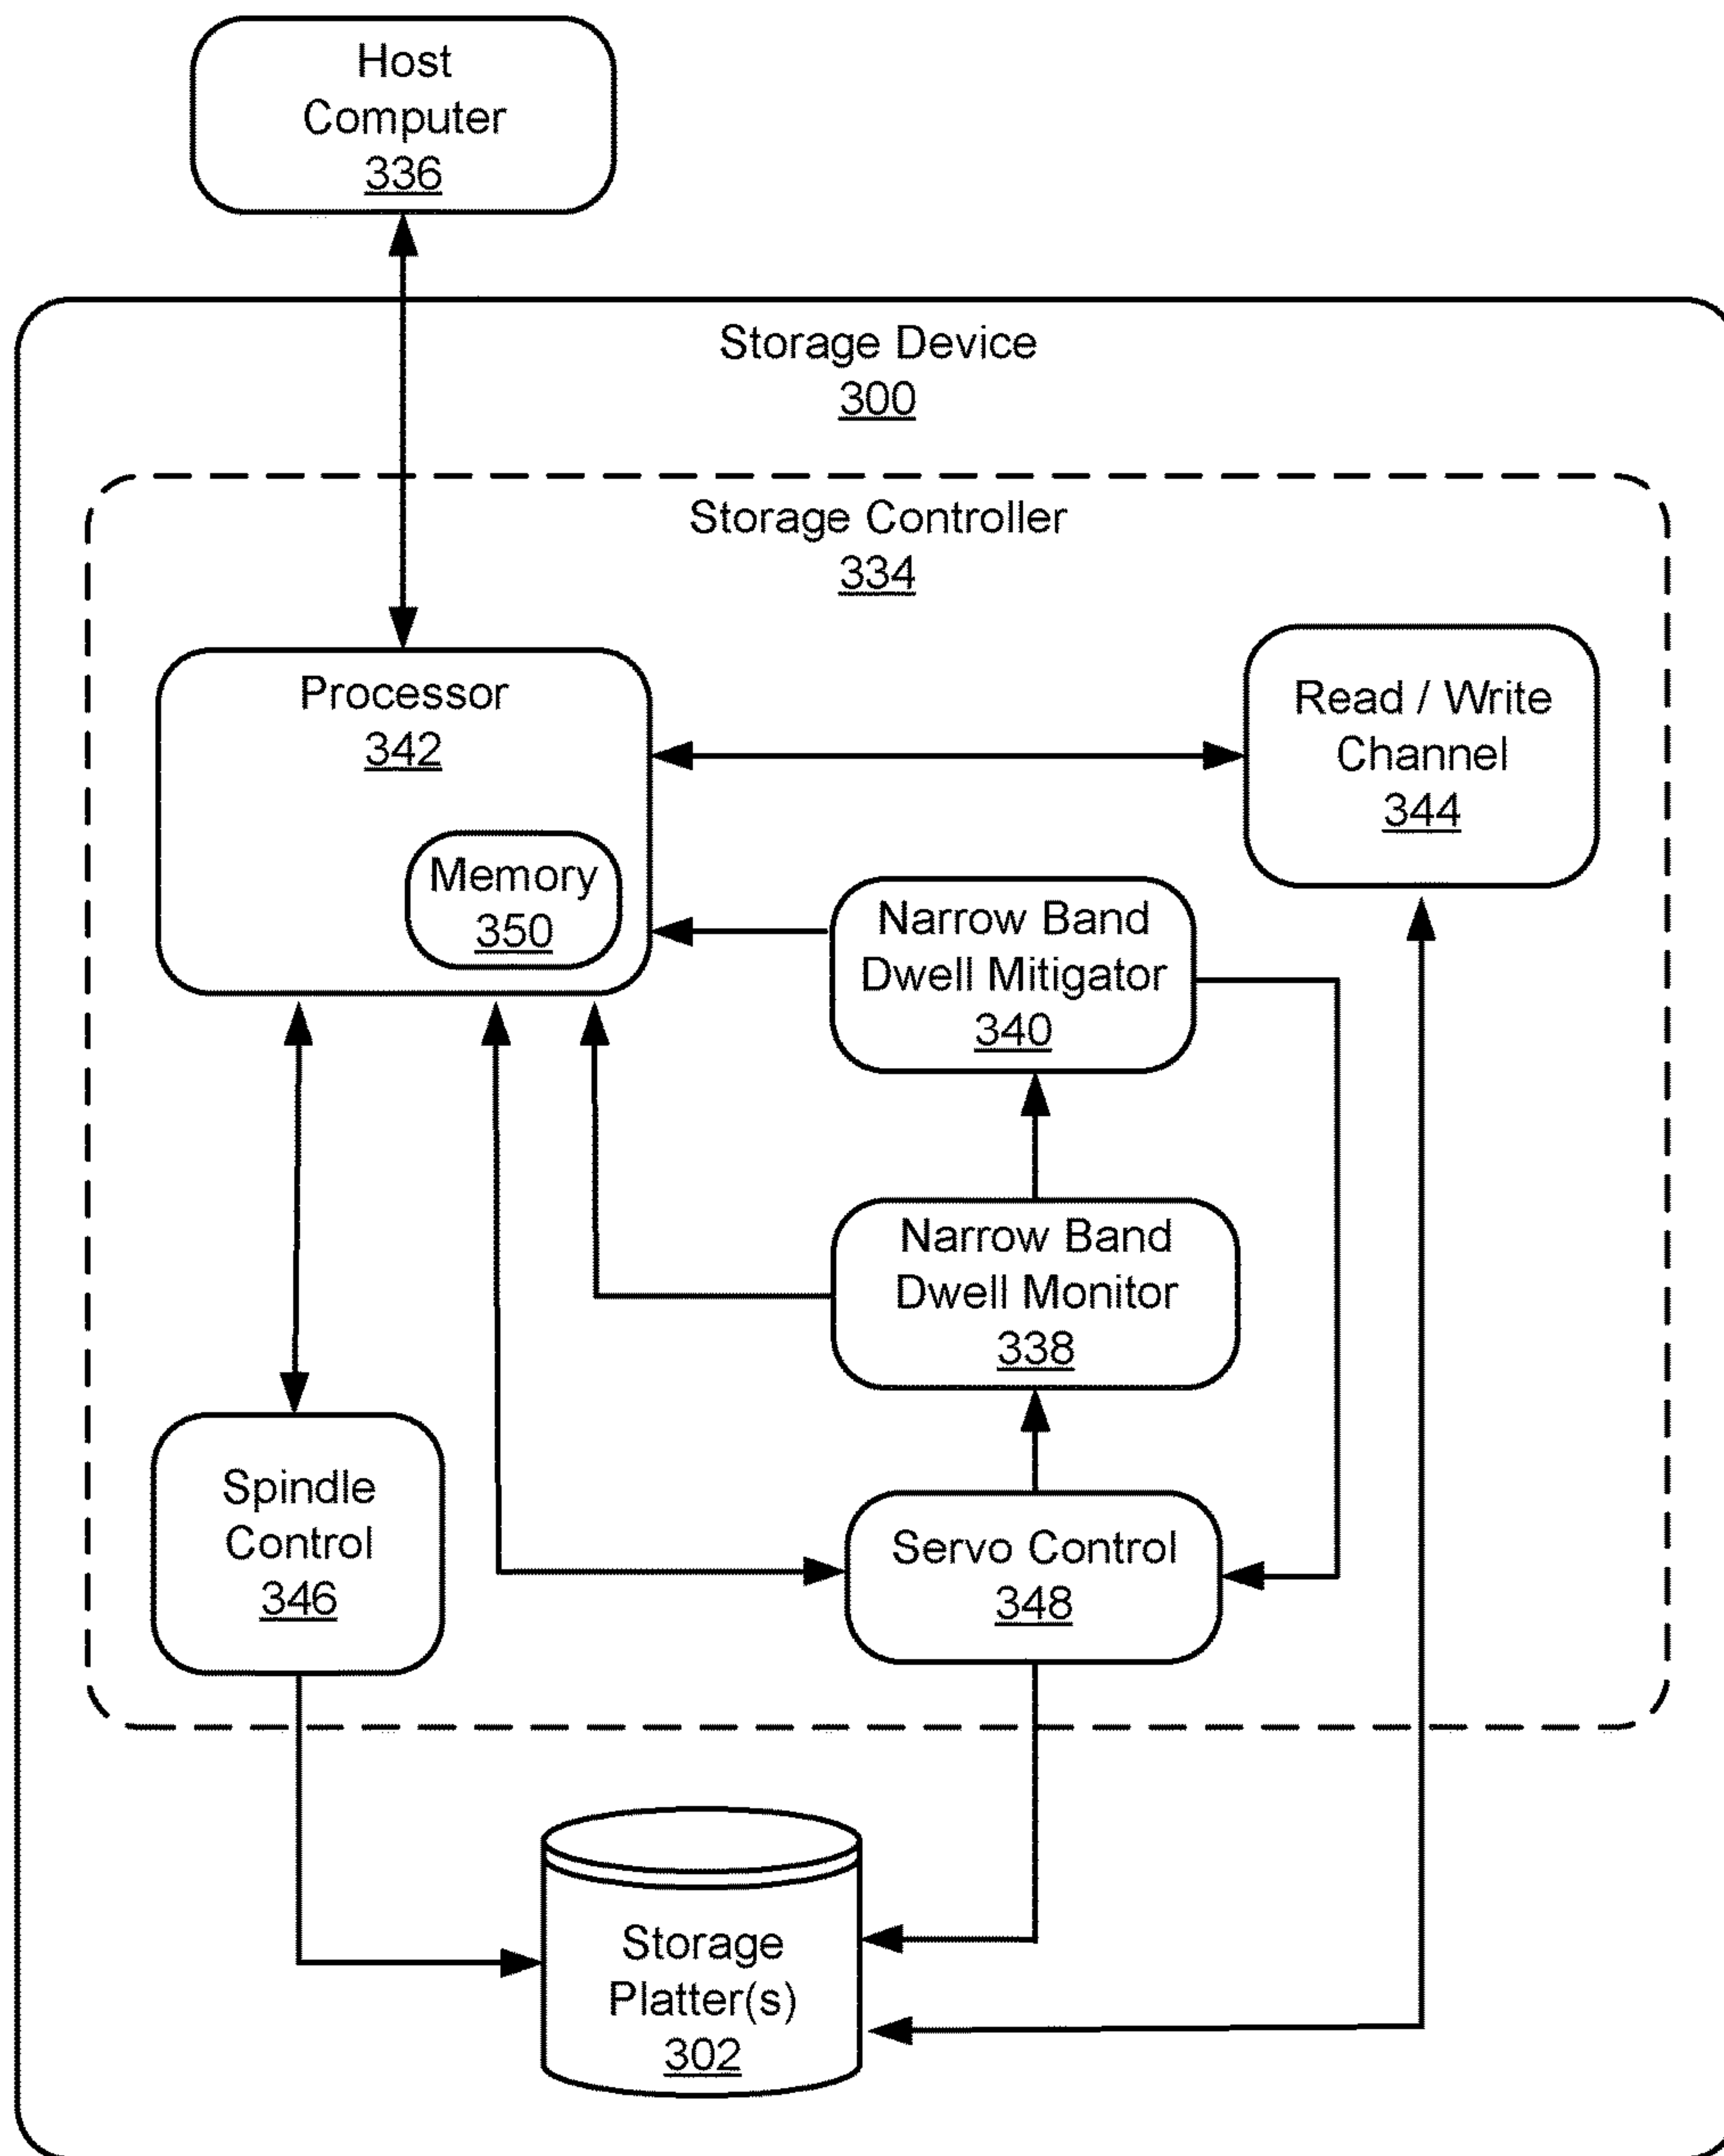 Host
Computer
336
Storage Device
300
Storage Controller
334
Processor
342
Memory
350
Read / Write
Channel
344
Narrow Band
Dwell Mitigator
340
Narrow Band
Dwell Monitor
338
Spindle
Control
346
Servo Control
348
Storage
Platter(s)
302